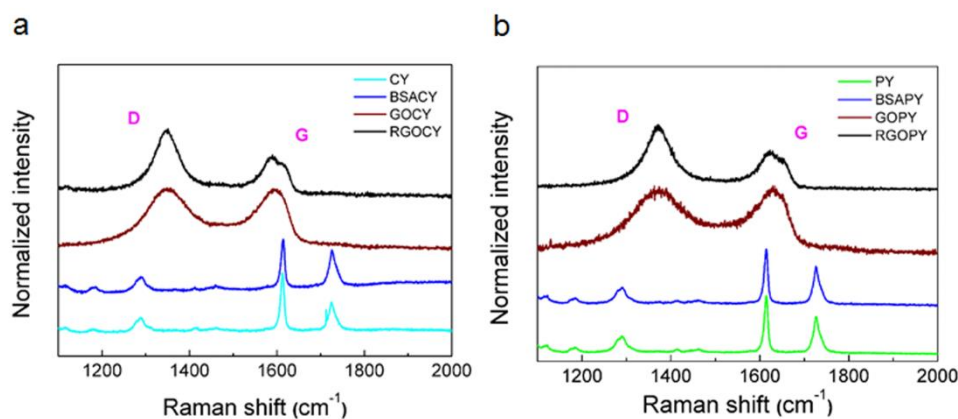 a
D
G
CY
BSACY
GOCY
RGOCY
Normalized intensity
1200 1400 1600 1800 2000
Raman shift (cm⁻¹)
b
D
G
PY
BSAPY
GOPY
RGOPY
Normalized intensity
1200 1400 1600 1800 2000
Raman shift (cm⁻¹)